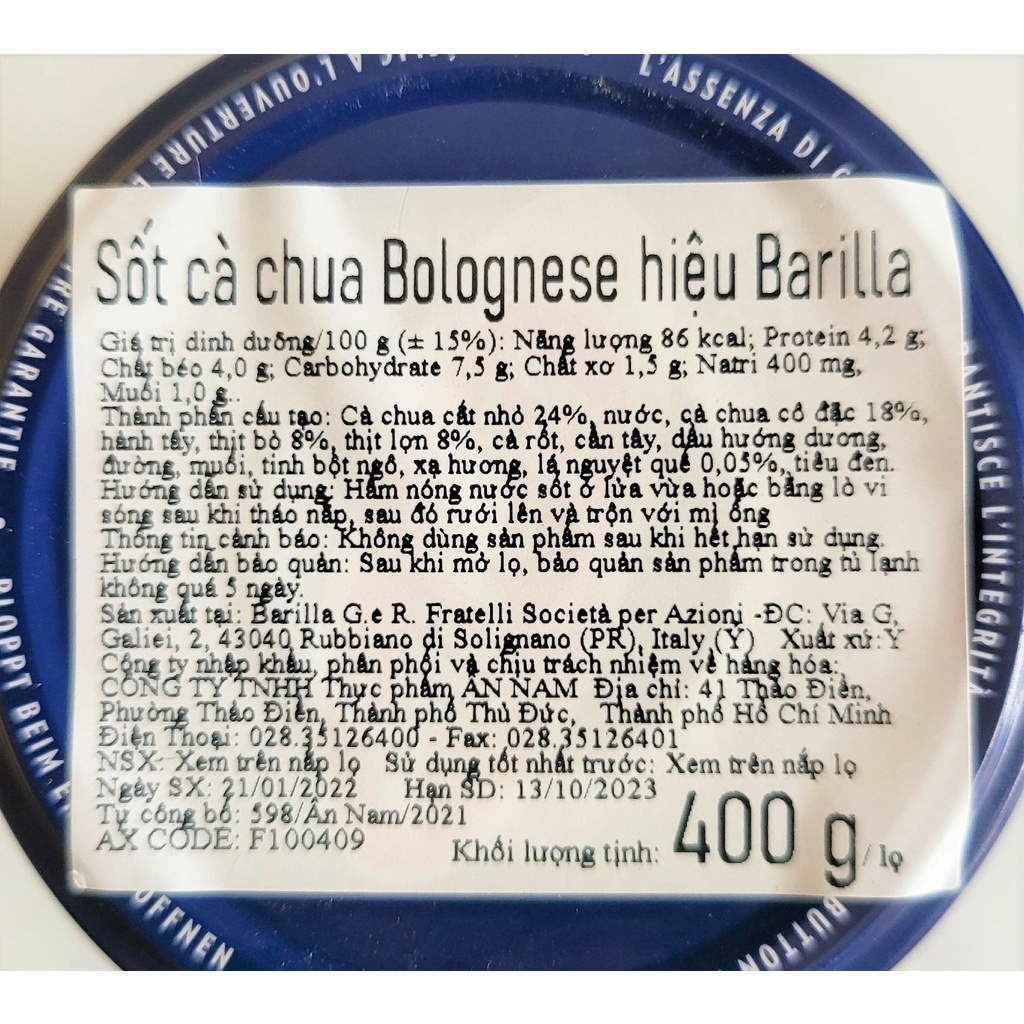 L'ASSENZA DI
À L'OUVERTURE
GARANTIE
PLOPPT BEIM
ÖFFNEN
GARANTISCE L'INTEGRITÀ
BUTTON
Sốt cà chua Bolognese hiệu Barilla
Giá trị dinh dưỡng/100 g (± 15%): Năng lượng 86 kcal; Protein 4,2 g;
Chất béo 4,0 g; Carbohydrate 7,5 g; Chất xơ 1,5 g; Natri 400 mg,
Muối 1,0 g..
Thành phần cấu tạo: Cà chua cắt nhỏ 24%, nước, cà chua cô đặc 18%,
hành tây, thịt bò 8%, thịt lợn 8%, cà rốt, cần tây, dầu hướng dương,
đường, muối, tinh bột ngô, xạ hương, lá nguyệt quế 0,05%, tiêu đen.
Hướng dẫn sử dụng: Hâm nóng nước sốt ở lửa vừa hoặc bằng lò vi
sóng sau khi tháo nắp, sau đó rưới lên và trộn với mì ống
Thông tin cảnh báo: Không dùng sản phẩm sau khi hết hạn sử dụng.
Hướng dẫn bảo quản: Sau khi mở lọ, bảo quản sản phẩm trong tủ lạnh
không quá 5 ngày.
Sản xuất tại: Barilla G.e R. Fratelli Società per Azioni -ĐC: Via G,
Galiei, 2, 43040 Rubbiano di Solignano (PR), Italy (Ý) Xuất xứ:Ý
Công ty nhập khẩu, phân phối và chịu trách nhiệm về hàng hóa:
CÔNG TY TNHH Thực phẩm ÂN NAM Địa chỉ: 41 Thảo Điền,
Phường Thảo Điền, Thành phố Thủ Đức, Thành phố Hồ Chí Minh
Điện Thoại: 028.35126400 - Fax: 028.35126401
NSX: Xem trên nắp lọ Sử dụng tốt nhất trước: Xem trên nắp lọ
Ngày SX: 21/01/2022 Hạn SD: 13/10/2023
Tự công bố: 598/Ân Nam/2021
AX CODE: F100409
Khối lượng tịnh: 400 g/ lọ